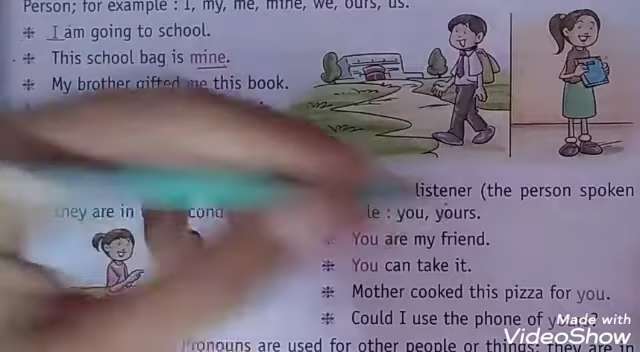 Person; for example : I, my, me, mine, we, ours, us.
I am going to school.
This school bag is mine.
My brother gifted me this book.
listener (the person spoken
they are in
you, yours.
You are my friend.
You can take it.
Mother cooked this pizza for you.
Could I use the phone of
Pronouns are used for other people or things; they are in
Made with
VideoShow